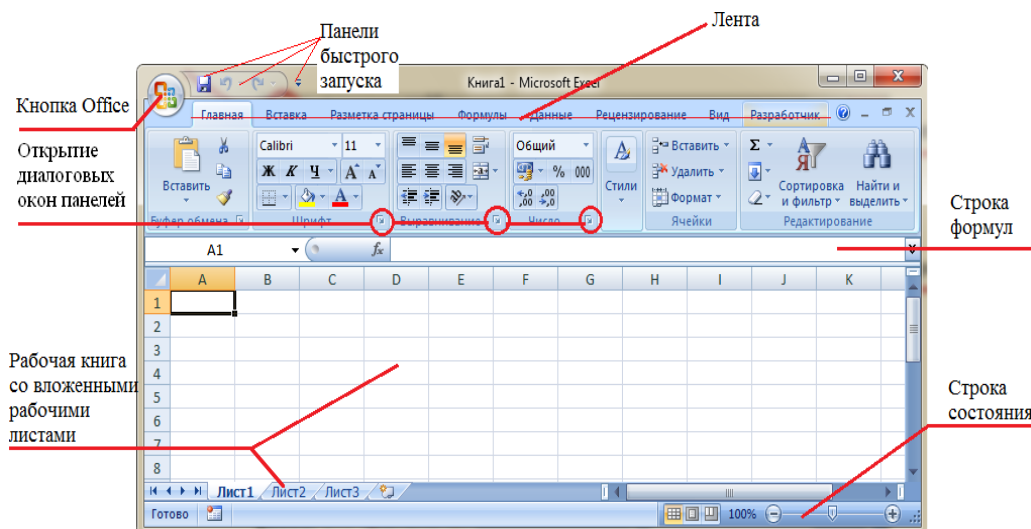 Лента
Панели
быстрого
запуска
Книга1 - Microsoft Excel
Кнопка Office
Главная Вставка Разметка страницы Формулы Данные Рецензирование Вид Разработчик
Открытие
диалоговых
окон панелей
Вставить
Calibri 11
Ж К Ч А А
А
Общий
% 000
,0 ,00
,00 ,0
А
Стили
Вставить
Удалить
Формат
Σ
А
Я
Сортировка
и фильтр
Найти и
выделить
Буфер обмена Шрифт Выравнивание Число Ячейки Редактирование
Строка
формул
A1 fx
A B C D E F G H I J K
1
2
3
4
5
6
7
8
Рабочая книга
со вложенными
рабочими
листами
Строка
состояния
Лист1 Лист2 Лист3
Готово 100%